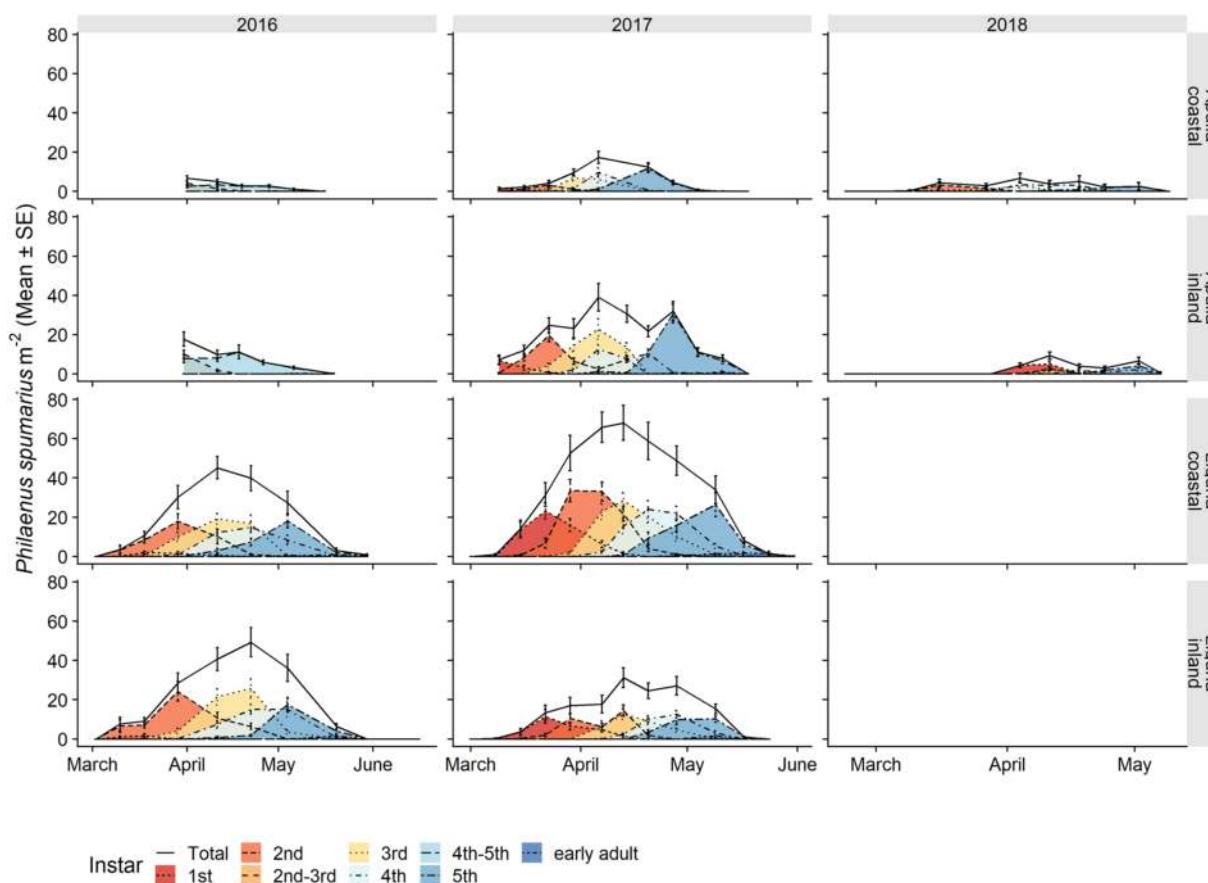 2016 2017 2018
80
60
40
20
0
coastal
80
60
40
20
0
inland
80
60
40
20
0
coastal
80
60
40
20
0
inland
Philaenus spumarius m-2 (Mean ± SE)
March April May June March April May June March April May
Instar Total 2nd 3rd 4th-5th early adult
1st 2nd-3rd 4th 5th